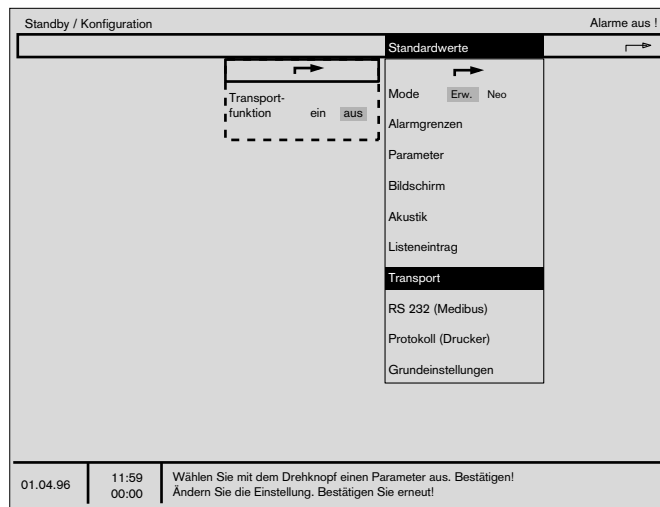 Standby / Konfiguration
Alarme aus !
Standardwerte
Transport-
funktion ein aus
Mode Erw. Neo
Alarmgrenzen
Parameter
Bildschirm
Akustik
Listeneintrag
Transport
RS 232 (Medibus)
Protokoll (Drucker)
Grundeinstellungen
01.04.96
11:59
00:00
Wählen Sie mit dem Drehknopf einen Parameter aus. Bestätigen!
Ändern Sie die Einstellung. Bestätigen Sie erneut!